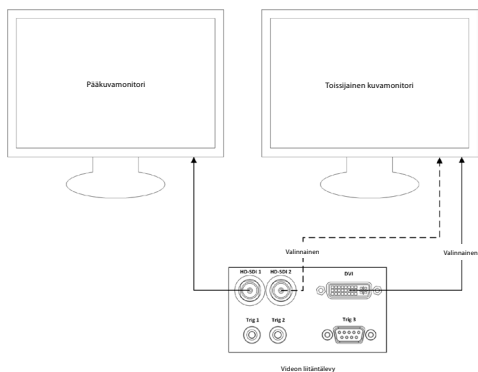 Pääkuvamonitori
Toissijainen kuvamonitori
Valinnainen
Valinnainen
HD-SDI 1 HD-SDI 2 DVI
Trig 1 Trig 2 Trig 3
Videon liitäntälevy